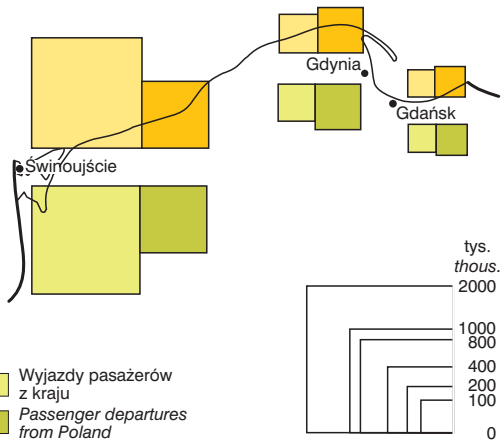 Gdynia
Gdańsk
Świnoujście
tys.
thous.
2000
1000
800
400
200
100
0
Wyjazdy pasażerów
z kraju
Passenger departures
from Poland